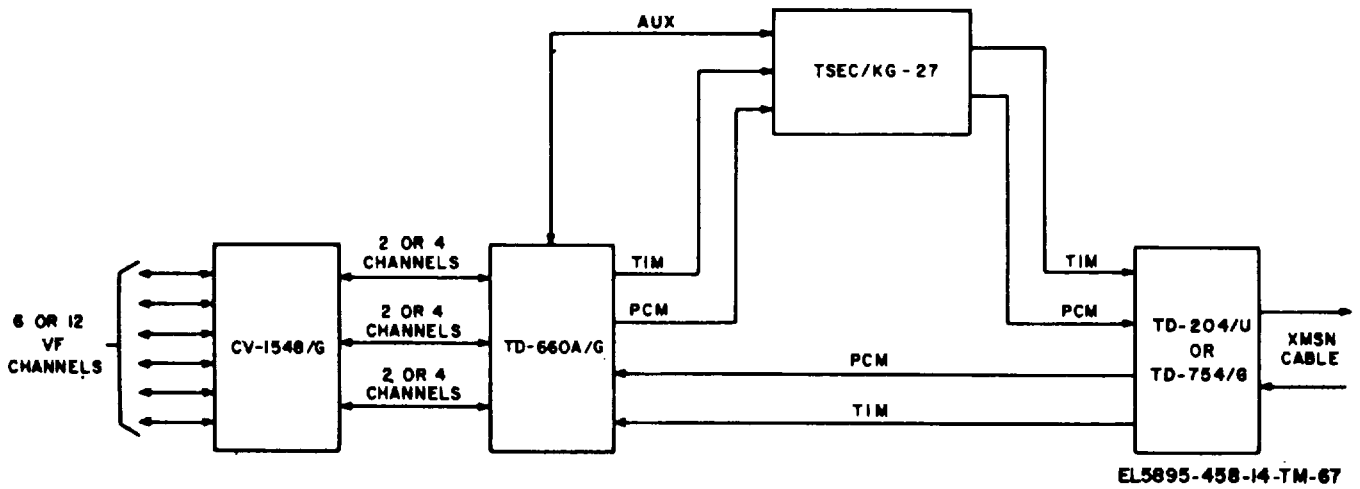 AUX
TSEC/KG-27
TIM
PCM
2 OR 4
CHANNELS
2 OR 4
CHANNELS
2 OR 4
CHANNELS
6 OR 12
VF
CHANNELS
CV-1548/G
TD-660A/G
TIM
PCM
PCM
TIM
TD-204/U
OR
TD-754/G
XMSN
CABLE
EL5895-458-14-TM-67